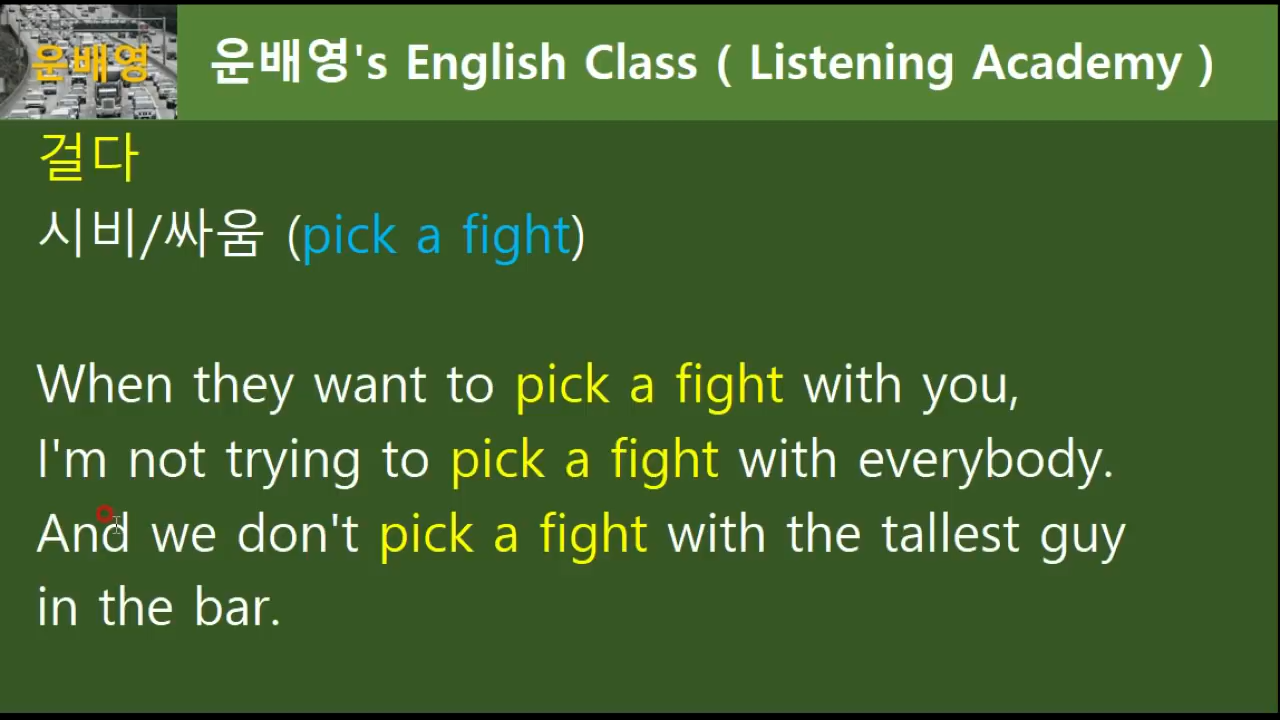 운배영
운배영's English Class ( Listening Academy )
걸다
시비/싸움 (pick a fight)
When they want to pick a fight with you,
I'm not trying to pick a fight with everybody.
And we don't pick a fight with the tallest guy
in the bar.